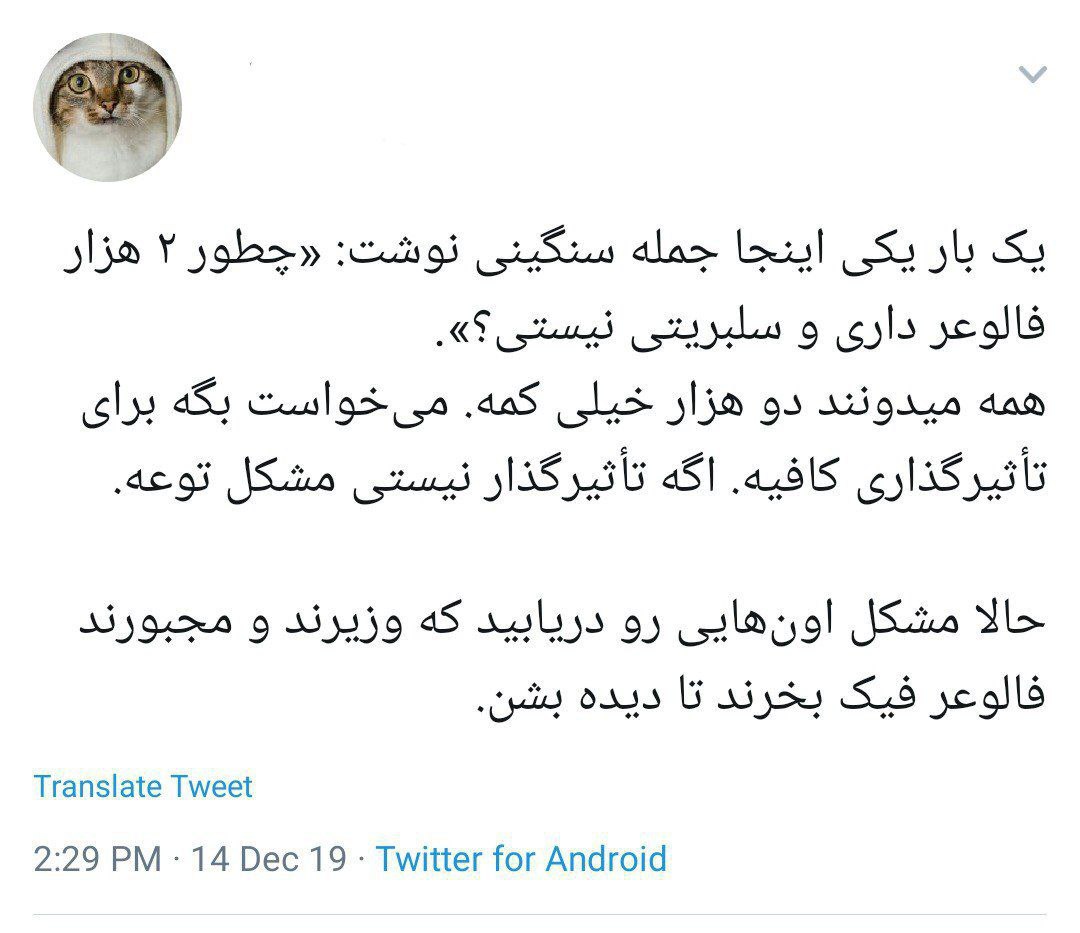 یک بار یکی اینجا جمله سنگینی نوشت: «چطور ۲ هزار
فالوعر داری و سلبریتی نیستی؟».
همه میدونند دو هزار خیلی کمه. می‌خواست بگه برای
تأثیرگذاری کافیه. اگه تأثیرگذار نیستی مشکل توعه.
حالا مشکل اون‌هایی رو دریابید که وزیرند و مجبورند
فالوعر فیک بخرند تا دیده بشن.
Translate Tweet
2:29 PM · 14 Dec 19 · Twitter for Android